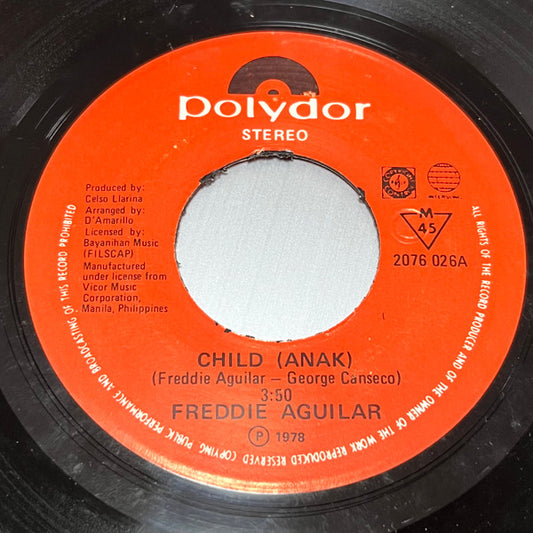 polydor
STEREO
Produced by:
Celso Llarina
Arranged by:
D'Amarillo
Licensed by:
Bayanihan Music
(FILSCAP)
Manufactured
under license from
Vicor Music
Corporation,
Manila, Philippines
M
45
2076 026A
CHILD (ANAK)
(Freddie Aguilar – George Canseco)
3:50
FREDDIE AGUILAR
Ⓟ 1978
ALL RIGHTS OF THE RECORD PRODUCER AND OF THE OWNER OF THE WORK REPRODUCED RESERVED COPYING PUBLIC PERFORMANCE AND BROADCASTING OF THIS RECORD PROHIBITED